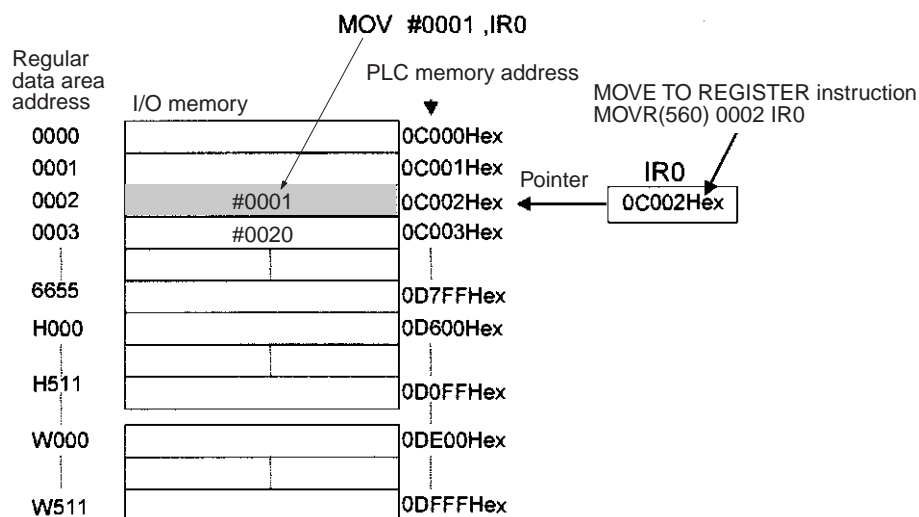 MOV #0001 ,IR0
Regular
data area
address
I/O memory
PLC memory address
MOVE TO REGISTER instruction
MOVR(560) 0002 IR0
0000
0C000Hex
0001
0C001Hex
IR0
0002
#0001
0C002Hex
Pointer
0C002Hex
0003
#0020
0C003Hex
6655
0D7FFHex
H000
0D600Hex
H511
0D0FFHex
W000
0DE00Hex
W511
0DFFFHex